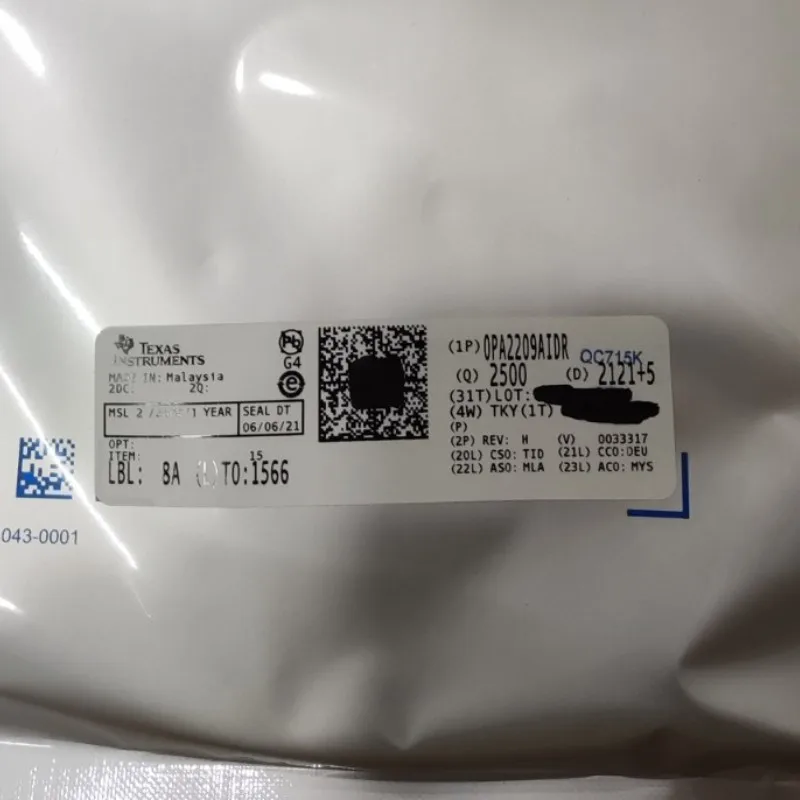 TEXAS
INSTRUMENTS
MADE IN: Malaysia
2DC: 2Q:
MSL 2 1 YEAR
SEAL DT
06/06/21
OPT:
ITEM: 15
LBL: 8A (L)TO:1566
Pb
G4
e
(1P) OPA2209AIDR
QC715K
(Q) 2500 (D) 2121+5
(31T)LOT:
(4W) TKY(1T)
(P)
(2P) REV: H (V) 0033317
(20L) CSO: TID (21L) CCO:DEU
(22L) ASO: MLA (23L) ACO: MYS
043-0001